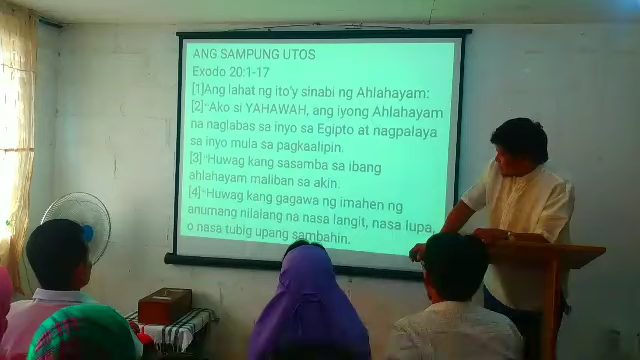 ANG SAMPUNG UTOS
Exodo 20:1-17
[1]Ang lahat ng ito'y sinabi ng Ahlahayam:
[2]"Ako si YAHAWAH, ang iyong Ahlahayam
na naglabas sa inyo sa Egipto at nagpalaya
sa inyo mula sa pagkaalipin.
[3]"Huwag kang sasamba sa ibang
ahlahayam maliban sa akin.
[4]"Huwag kang gagawa ng imahen ng
anumang nilalang na nasa langit, nasa lupa,
o nasa tubig upang sambahin.